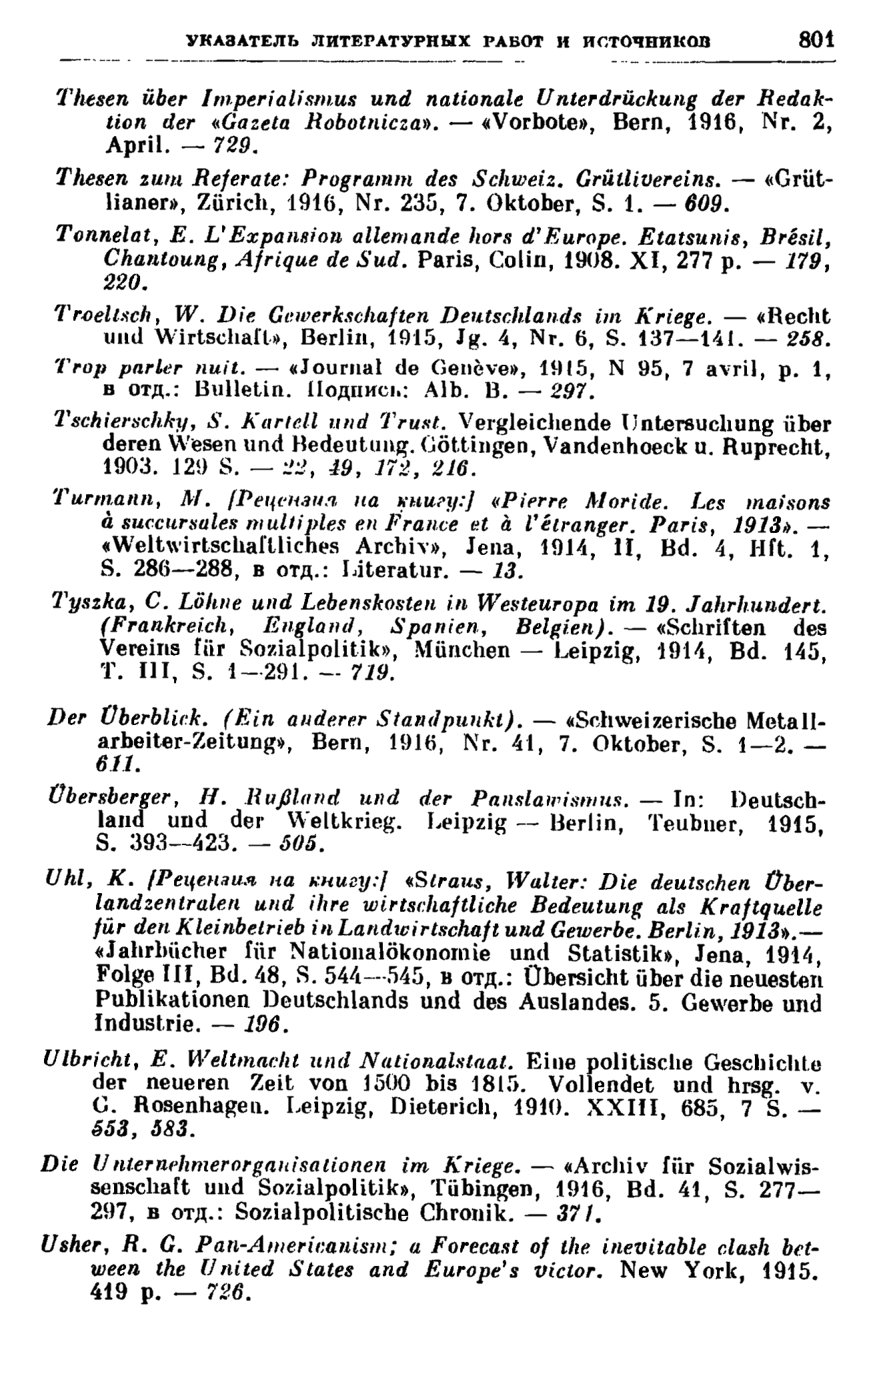 УКАЗАТЕЛЬ ЛИТЕРАТУРНЫХ РАБОТ И ИСТОЧНИКОВ 801
Thesen über Imperialismus und nationale Unterdrückung der Redak-
tion der «Gazeta Robotnicza». — «Vorbote», Bern, 1916, Nr. 2,
April. — 729.
Thesen zum Referate: Programm des Schweiz. Grütlivereins. — «Grüt-
lianer», Zürich, 1916, Nr. 235, 7. Oktober, S. 1. — 609.
Tonnelat, E. L'Expansion allemande hors d'Europe. Etatsunis, Brésil,
Chantoung, Afrique de Sud. Paris, Colin, 1908. XI, 277 p. — 179,
220.
Troeltsch, W. Die Gewerkschaften Deutschlands im Kriege. — «Recht
und Wirtschaft», Berlin, 1915, Jg. 4, Nr. 6, S. 137—141. — 258.
Trop parler nuit. — «Journal de Genève», 1915, N 95, 7 avril, p. 1,
в отд.: Bulletin. Подпись: Alb. B. — 297.
Tschierschky, S. Kartell und Trust. Vergleichende Untersuchung über
deren Wesen und Bedeutung. Göttingen, Vandenhoeck u. Ruprecht,
1903. 129 S. — 22, 49, 172, 216.
Turmann, M. [Рецензия на книгу:] «Pierre Moride. Les maisons
à succursales multiples en France et à l'étranger. Paris, 1913». —
«Weltwirtschaftliches Archiv», Jena, 1914, II, Bd. 4, Hft. 1,
S. 286—288, в отд.: Literatur. — 13.
Tyszka, C. Löhne und Lebenskosten in Westeuropa im 19. Jahrhundert.
(Frankreich, England, Spanien, Belgien). — «Schriften des
Vereins für Sozialpolitik», München — Leipzig, 1914, Bd. 145,
T. III, S. 1—291. — 719.
Der Überblick. (Ein anderer Standpunkt). — «Schweizerische Metall-
arbeiter-Zeitung», Bern, 1916, Nr. 41, 7. Oktober, S. 1—2. —
611.
Übersberger, H. Rußland und der Panslawismus. — In: Deutsch-
land und der Weltkrieg. Leipzig — Berlin, Teubner, 1915,
S. 393—423. — 505.
Uhl, K. [Рецензия на книгу:] «Straus, Walter: Die deutschen Über-
landzentralen und ihre wirtschaftliche Bedeutung als Kraftquelle
für den Kleinbetrieb in Landwirtschaft und Gewerbe. Berlin, 1913».—
«Jahrbücher für Nationalökonomie und Statistik», Jena, 1914,
Folge III, Bd. 48, S. 544—545, в отд.: Übersicht über die neuesten
Publikationen Deutschlands und des Auslandes. 5. Gewerbe und
Industrie. — 196.
Ulbricht, E. Weltmacht und Nationalstaat. Eine politische Geschichte
der neueren Zeit von 1500 bis 1815. Vollendet und hrsg. v.
G. Rosenhagen. Leipzig, Dieterich, 1910. XXIII, 685, 7 S. —
553, 583.
Die Unternehmerorganisationen im Kriege. — «Archiv für Sozialwis-
senschaft und Sozialpolitik», Tübingen, 1916, Bd. 41, S. 277—
297, в отд.: Sozialpolitische Chronik. — 371.
Usher, R. G. Pan-Americanism; a Forecast of the inevitable clash bet-
ween the United States and Europe's victor. New York, 1915.
419 p. — 726.